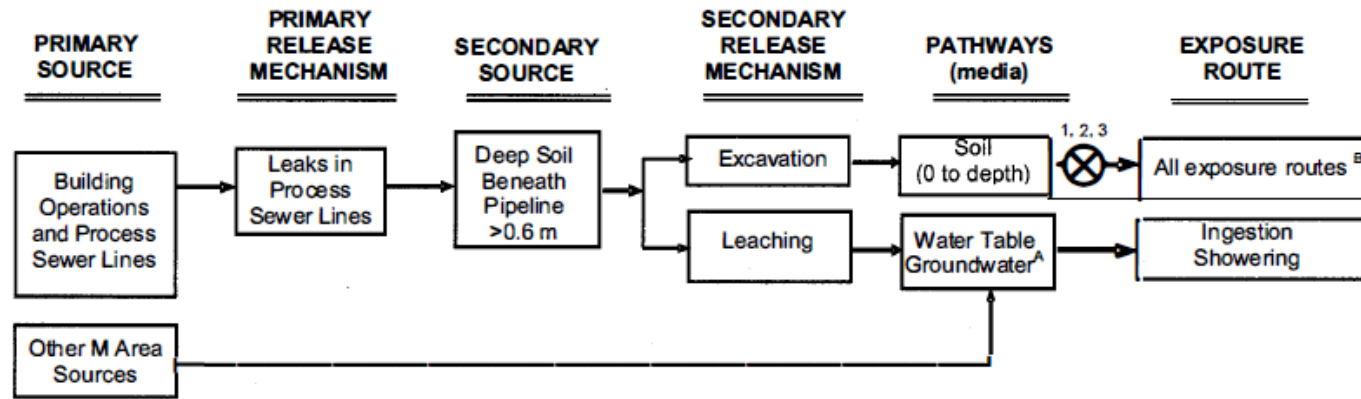 PRIMARY
SOURCE
PRIMARY
RELEASE
MECHANISM
SECONDARY
SOURCE
SECONDARY
RELEASE
MECHANISM
PATHWAYS
(media)
EXPOSURE
ROUTE
Building
Operations
and Process
Sewer Lines
Leaks in
Process
Sewer Lines
Deep Soil
Beneath
Pipeline
>0.6 m
Excavation
Soil
(0 to depth)
1, 2, 3
All exposure routes B
Leaching
Water Table
Groundwater A
Ingestion
Showering
Other M Area
Sources